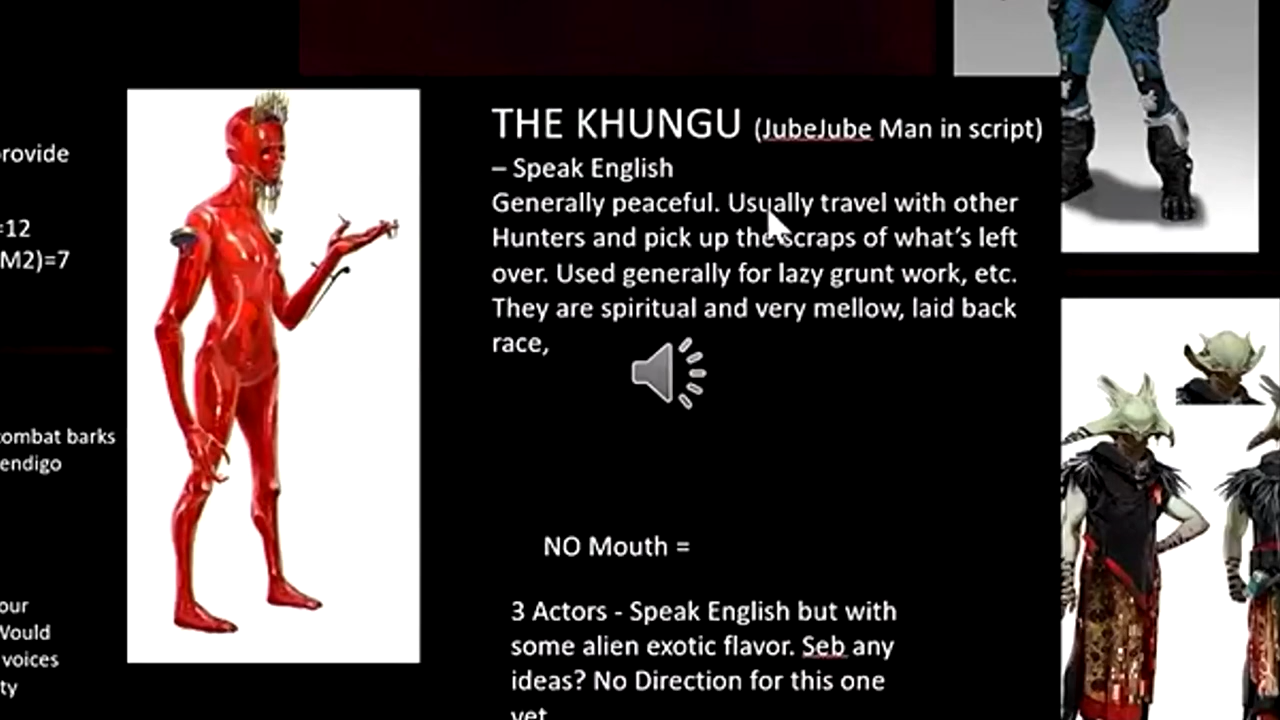 provide
=12
M2)=7
combat barks
endigo
our
Would
voices
ty
THE KHUNGU (JubeJube Man in script)
– Speak English
Generally peaceful. Usually travel with other
Hunters and pick up the scraps of what's left
over. Used generally for lazy grunt work, etc.
They are spiritual and very mellow, laid back
race,
NO Mouth =
3 Actors - Speak English but with
some alien exotic flavor. Seb any
ideas? No Direction for this one
yet